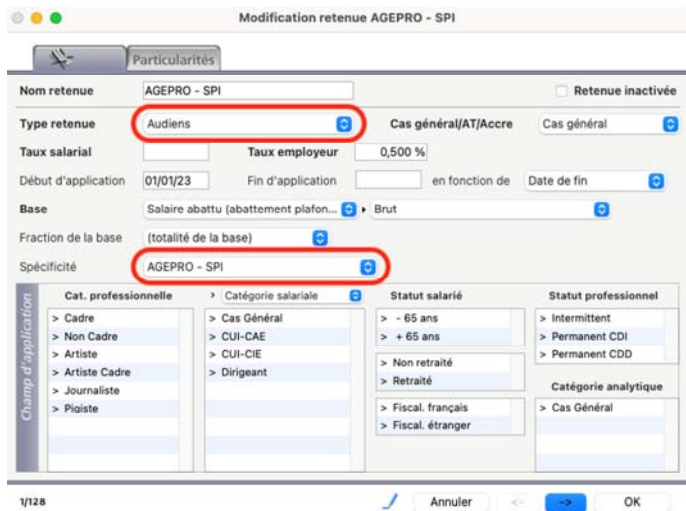 Modification retenue AGEPRO - SPI
Particularités
Nom retenue AGEPRO - SPI Retenue inactivée
Type retenue Audiens Cas général/AT/Accre Cas général
Taux salarial Taux employeur 0,500 %
Début d'application 01/01/23 Fin d'application en fonction de Date de fin
Base Salaire abattu (abattement plafon... Brut
Fraction de la base (totalité de la base)
Spécificité AGEPRO - SPI
Champ d'application
Cat. professionnelle > Catégorie salariale Statut salarié Statut professionnel
> Cadre > Cas Général > - 65 ans > Intermittent
> Non Cadre > CUI-CAE > + 65 ans > Permanent CDI
> Artiste > CUI-CIE > Permanent CDD
> Artiste Cadre > Dirigeant > Non retraité
> Journaliste > Retraité Catégorie analytique
> Pigiste > Fiscal. français > Cas Général
> Fiscal. étranger
1/128 Annuler <- -> OK